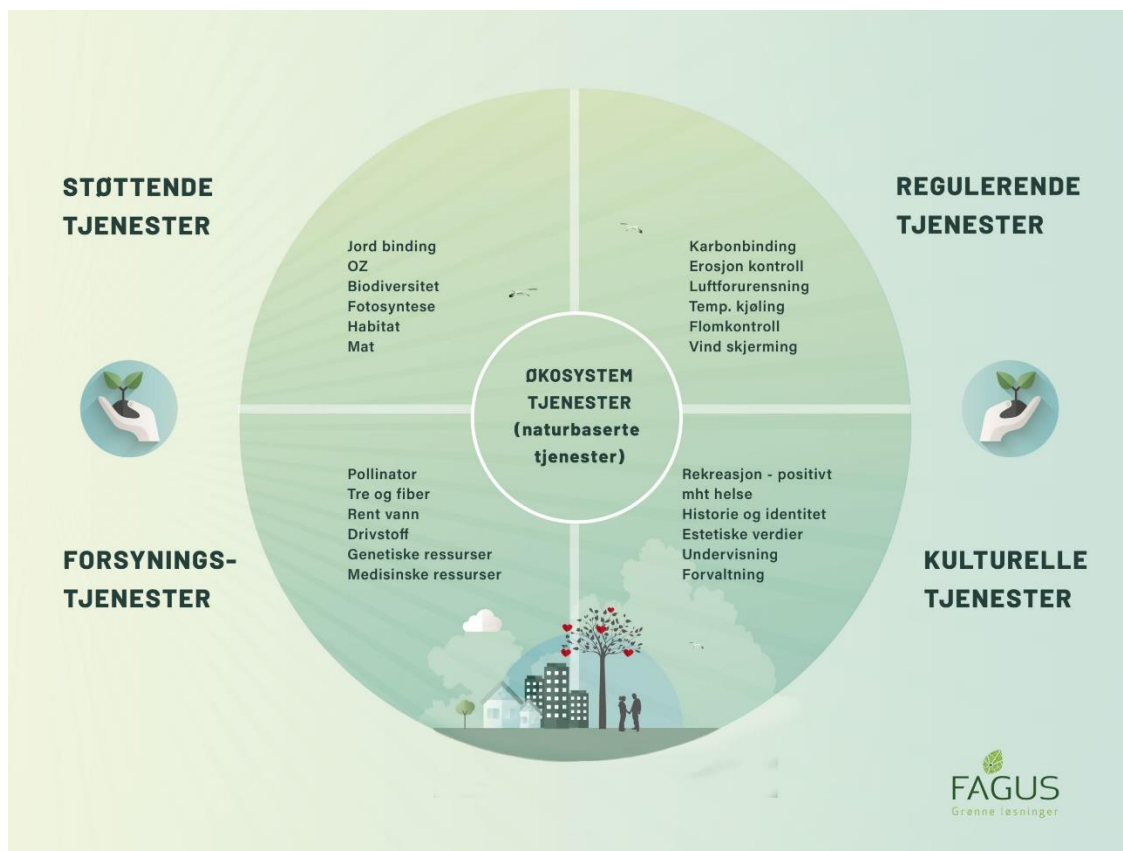 STØTTENDE
TJENESTER
REGULERENDE
TJENESTER
Jord binding
OZ
Biodiversitet
Fotosyntese
Habitat
Mat
Karbonbinding
Erosjon kontroll
Luftforurensning
Temp. kjøling
Flomkontroll
Vind skjerming
ØKOSYSTEM
TJENESTER
(naturbaserte
tjenester)
Pollinator
Tre og fiber
Rent vann
Drivstoff
Genetiske ressurser
Medisinske ressurser
Rekreasjon - positivt
mht helse
Historie og identitet
Estetiske verdier
Undervisning
Forvaltning
FORSYNINGS-
TJENESTER
KULTURELLE
TJENESTER
FAGUS
Grønne løsninger